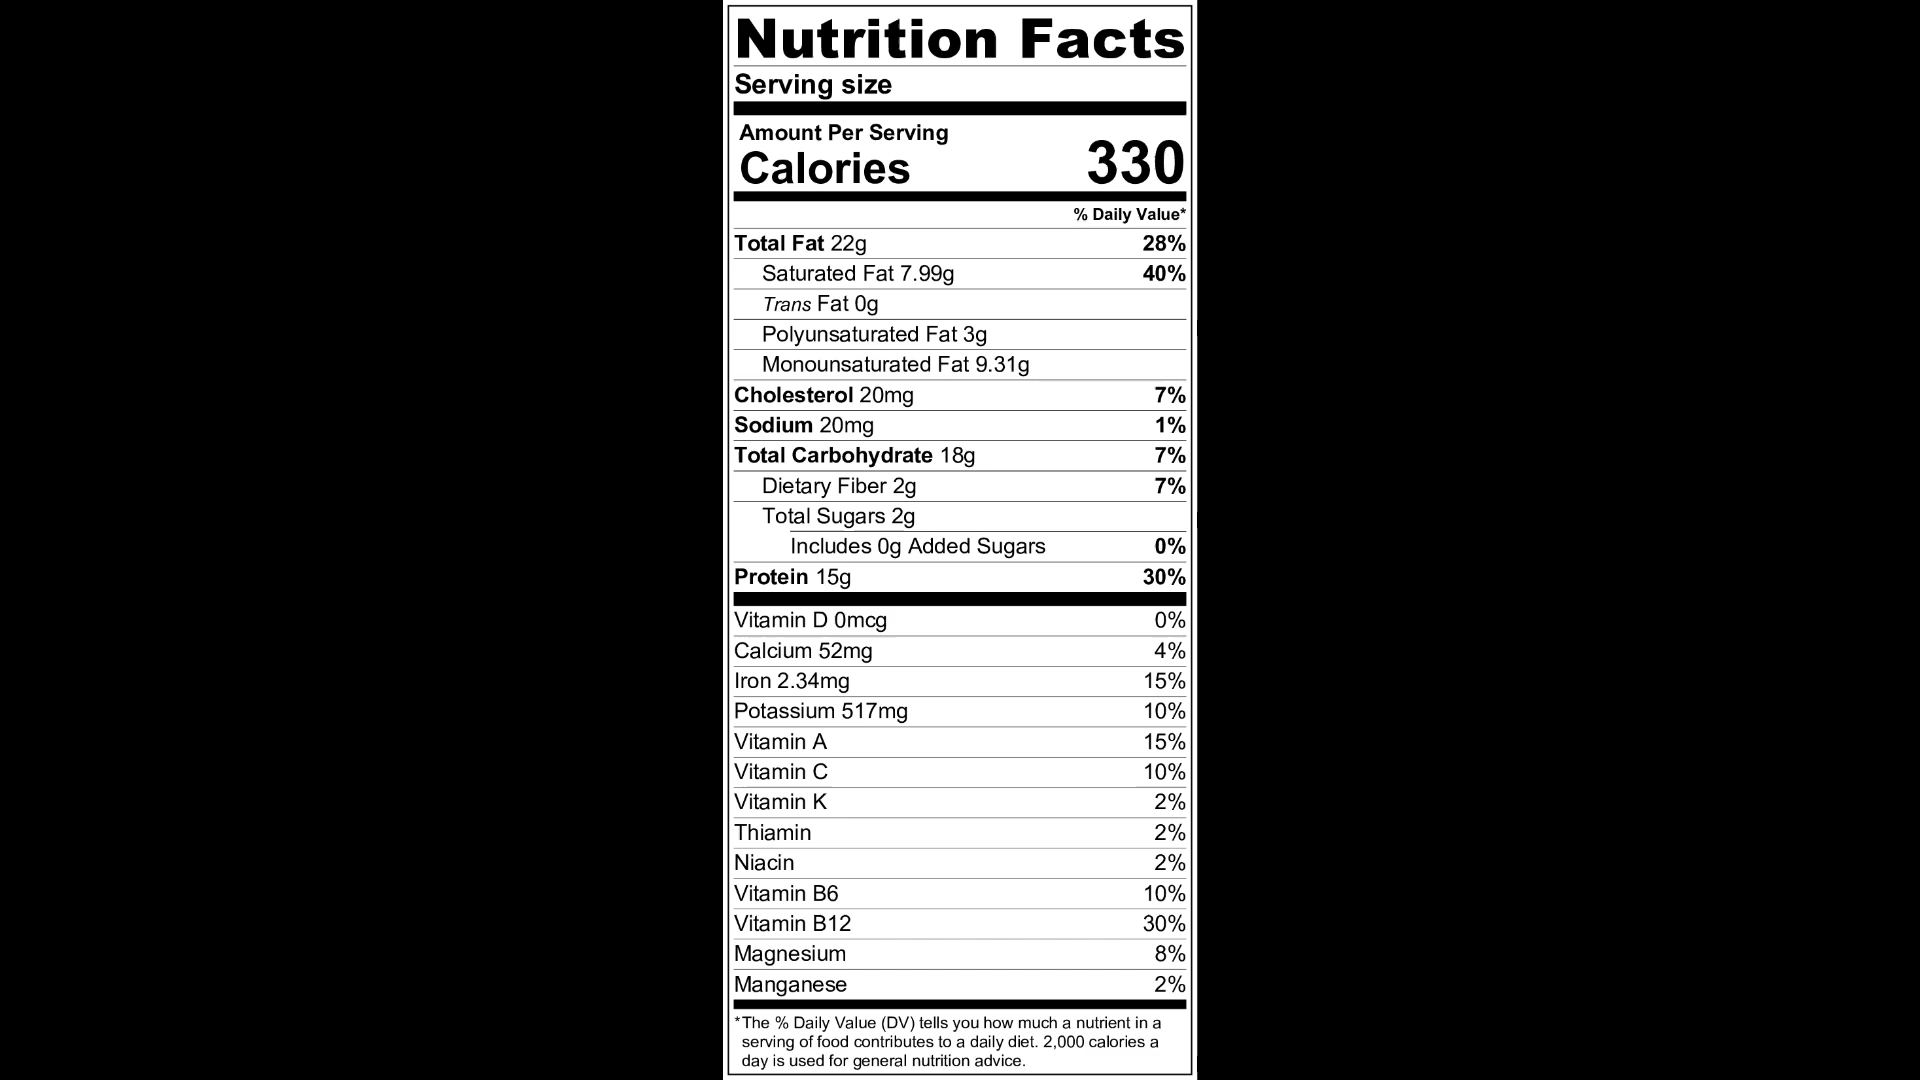 Nutrition Facts
Serving size
Amount Per Serving
Calories 330
% Daily Value*
Total Fat 22g 28%
Saturated Fat 7.99g 40%
Trans Fat 0g
Polyunsaturated Fat 3g
Monounsaturated Fat 9.31g
Cholesterol 20mg 7%
Sodium 20mg 1%
Total Carbohydrate 18g 7%
Dietary Fiber 2g 7%
Total Sugars 2g
Includes 0g Added Sugars 0%
Protein 15g 30%
Vitamin D 0mcg 0%
Calcium 52mg 4%
Iron 2.34mg 15%
Potassium 517mg 10%
Vitamin A 15%
Vitamin C 10%
Vitamin K 2%
Thiamin 2%
Niacin 2%
Vitamin B6 10%
Vitamin B12 30%
Magnesium 8%
Manganese 2%
*The % Daily Value (DV) tells you how much a nutrient in a
serving of food contributes to a daily diet. 2,000 calories a
day is used for general nutrition advice.